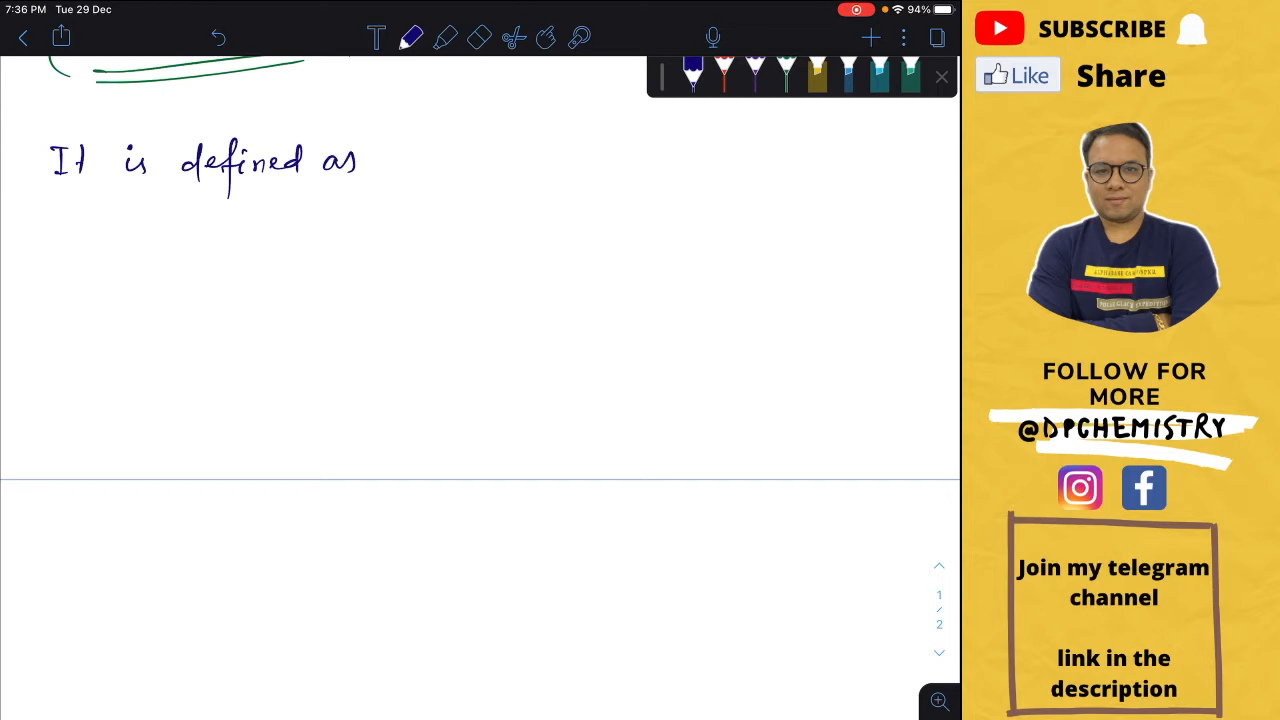 7:36 PM Tue 29 Dec
94%
It is defined as
1
2
SUBSCRIBE
Like Share
FOLLOW FOR
MORE
@DPCHEMISTRY
Join my telegram
channel
link in the
description